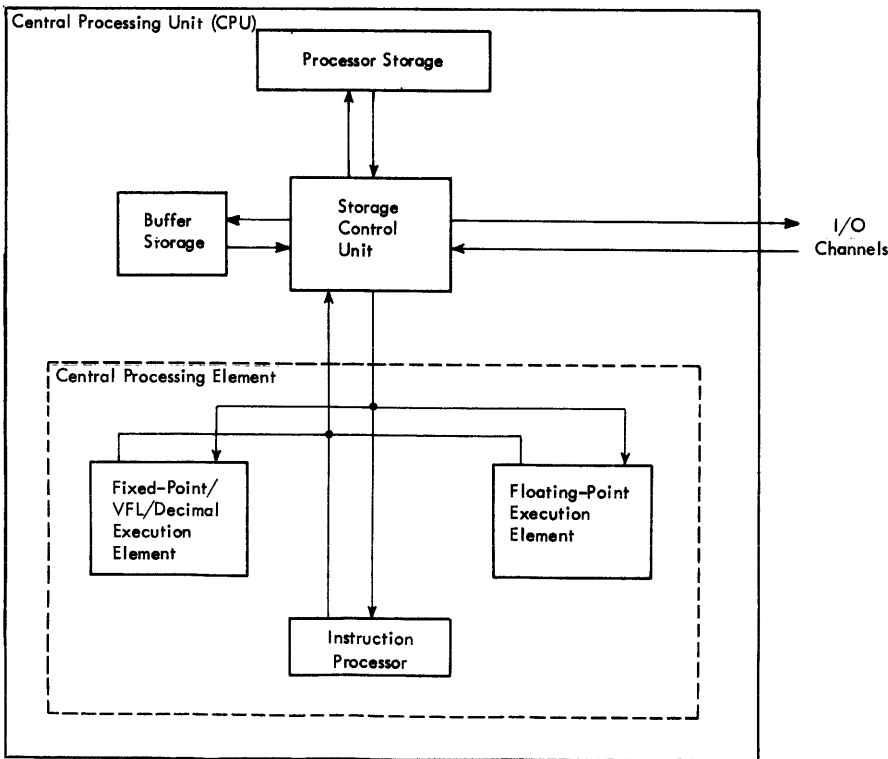 Central Processing Unit (CPU)
Processor Storage
Buffer
Storage
Storage
Control
Unit
I/O
Channels
Central Processing Element
Fixed-Point/
VFL/Decimal
Execution
Element
Floating-Point
Execution
Element
Instruction
Processor